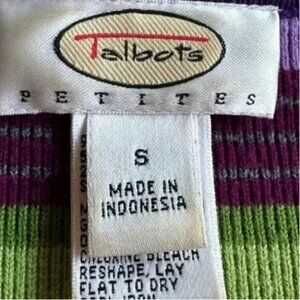 Talbots
PETITES
S
MADE IN
INDONESIA
CHLORINE BLEACH
RESHAPE, LAY
FLAT TO DRY